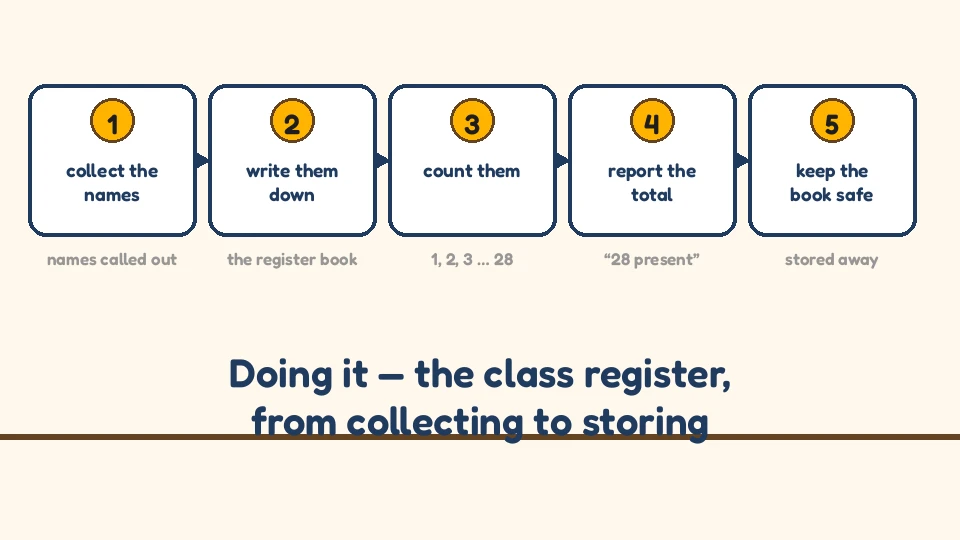 1
collect the
names
names called out
2
write them
down
the register book
3
count them
1, 2, 3 ... 28
4
report the
total
“28 present”
5
keep the
book safe
stored away
Doing it — the class register,
from collecting to storing